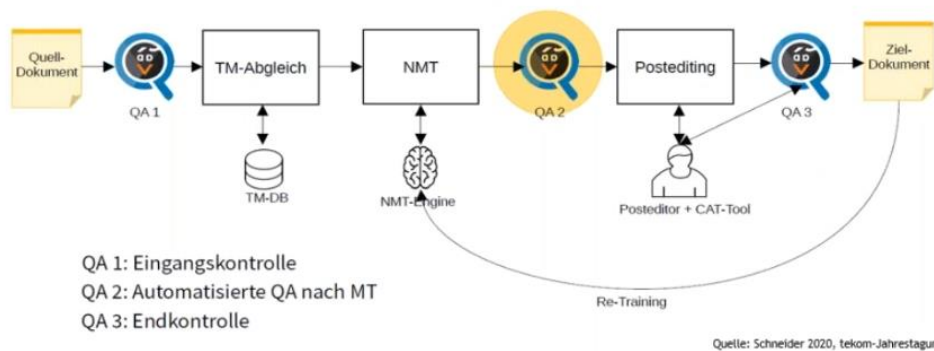 Quell-
Dokument
QA 1
TM-Abgleich
TM-DB
NMT
NMT-Engine
QA 2
Postediting
Posteditor + CAT-Tool
QA 3
Ziel-
Dokument
Re-Training
QA 1: Eingangskontrolle
QA 2: Automatisierte QA nach MT
QA 3: Endkontrolle
Quelle: Schneider 2020, tekom-Jahrestagun